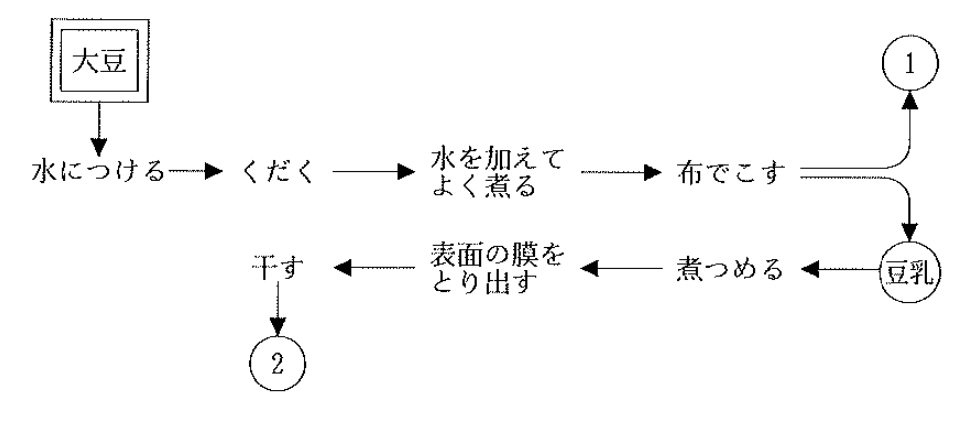 大豆
1
水につける
くだく
水を加えて
よく煮る
布でこす
豆乳
煮つめる
表面の膜を
とり出す
干す
2